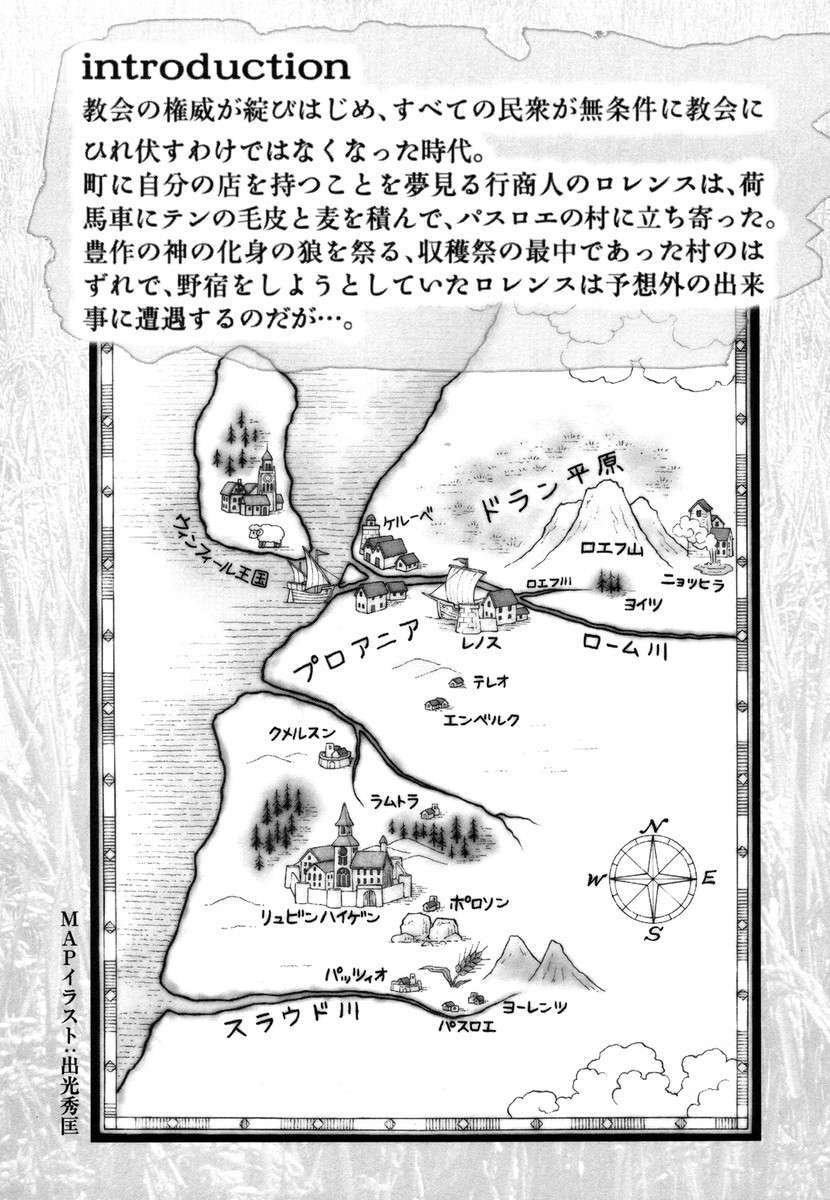 introduction
教会の権威が綻びはじめ、すべての民衆が無条件に教会に
ひれ伏すわけではなくなった時代。
町に自分の店を持つことを夢見る行商人のロレンスは、荷
馬車にテンの毛皮と麦を積んで、パスロエの村に立ち寄った。
豊作の神の化身の狼を祭る、収穫祭の最中であった村のは
ずれで、野宿をしようとしていたロレンスは予想外の出来
事に遭遇するのだが…。
ドラン平原
ケルーベ
ウィンフィール王国
ロエフ山
ロエフ川
ニョッヒラ
ヨイツ
プロアニア
レノス
ローム川
テレオ
エンベルク
クメルスン
ラムトラ
N
W
E
S
リュビンハイゲン
ポロソン
パッツィオ
ヨーレンツ
パスロエ
スラウド川
MAPイラスト:出光秀匡